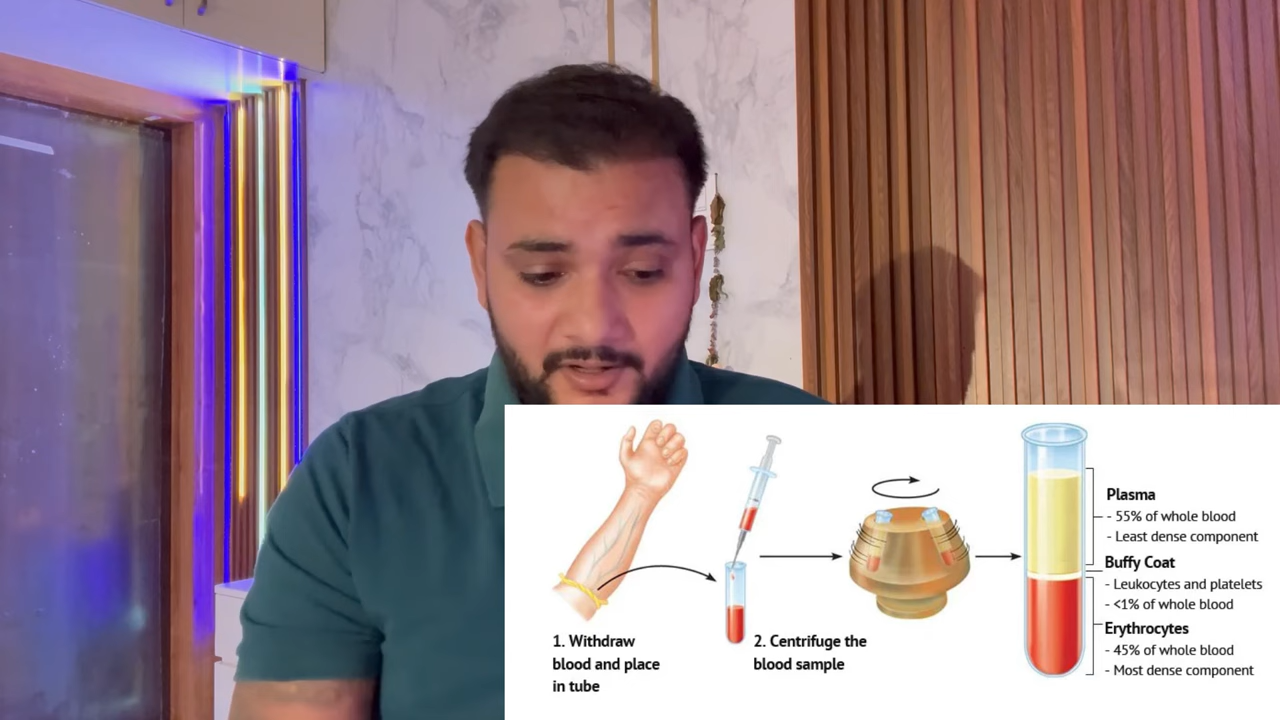 1. Withdraw
blood and place
in tube
2. Centrifuge the
blood sample
Plasma
- 55% of whole blood
- Least dense component
Buffy Coat
- Leukocytes and platelets
- <1% of whole blood
Erythrocytes
- 45% of whole blood
- Most dense component